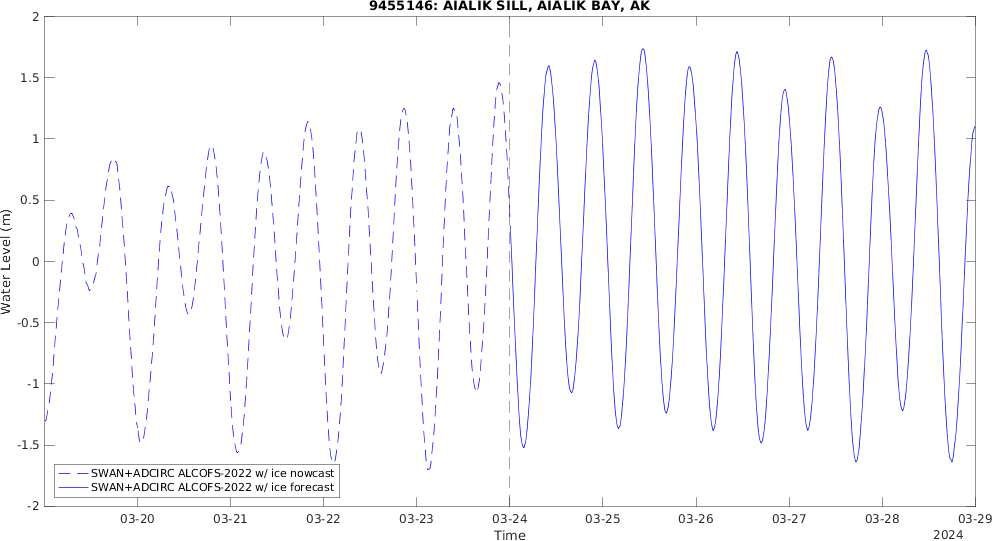 9455146: AIALIK SILL, AIALIK BAY, AK
2
1.5
1
0.5
0
-0.5
-1
-1.5
-2
Water Level (m)
SWAN+ADCIRC ALCOFS-2022 w/ ice nowcast
SWAN+ADCIRC ALCOFS-2022 w/ ice forecast
03-20 03-21 03-22 03-23 03-24 03-25 03-26 03-27 03-28 03-29
Time
2024